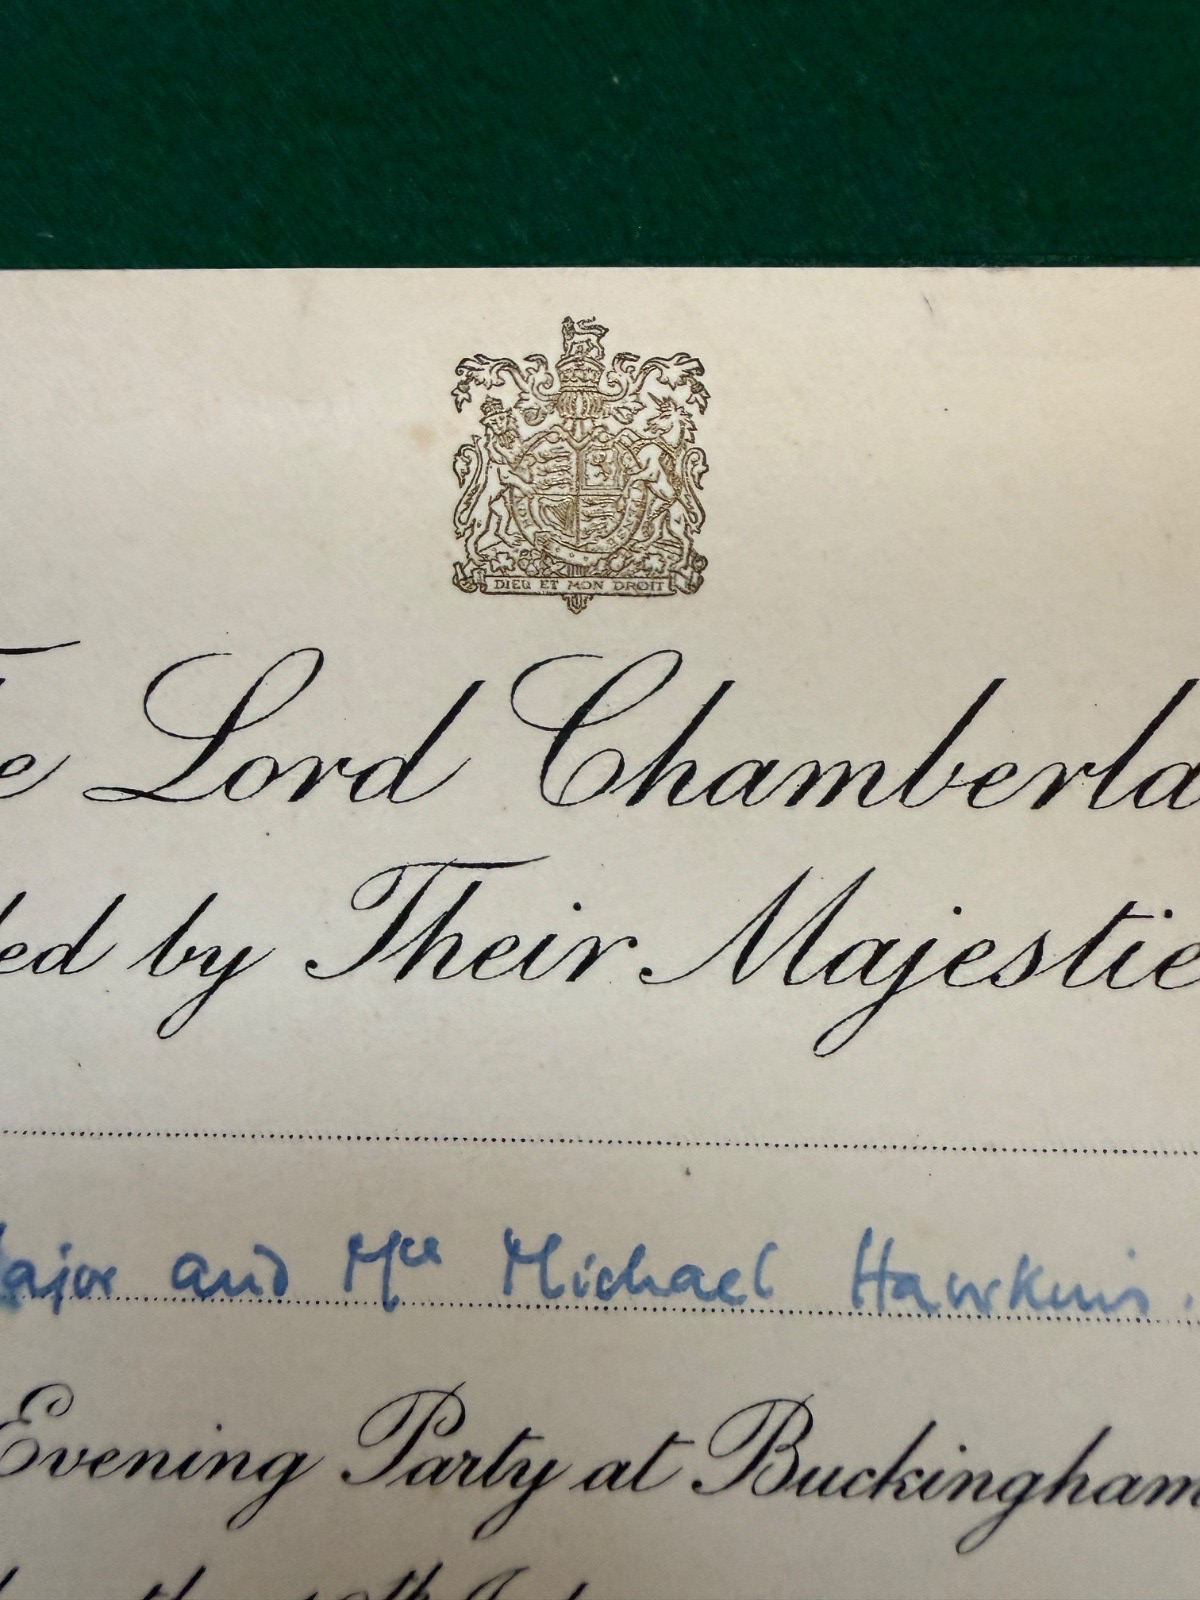 DIEU ET MON DROIT
e Lord Chamberla
ed by Their Majestie
ajor and Mrs Michael Hawkins.
Evening Party at Buckingham